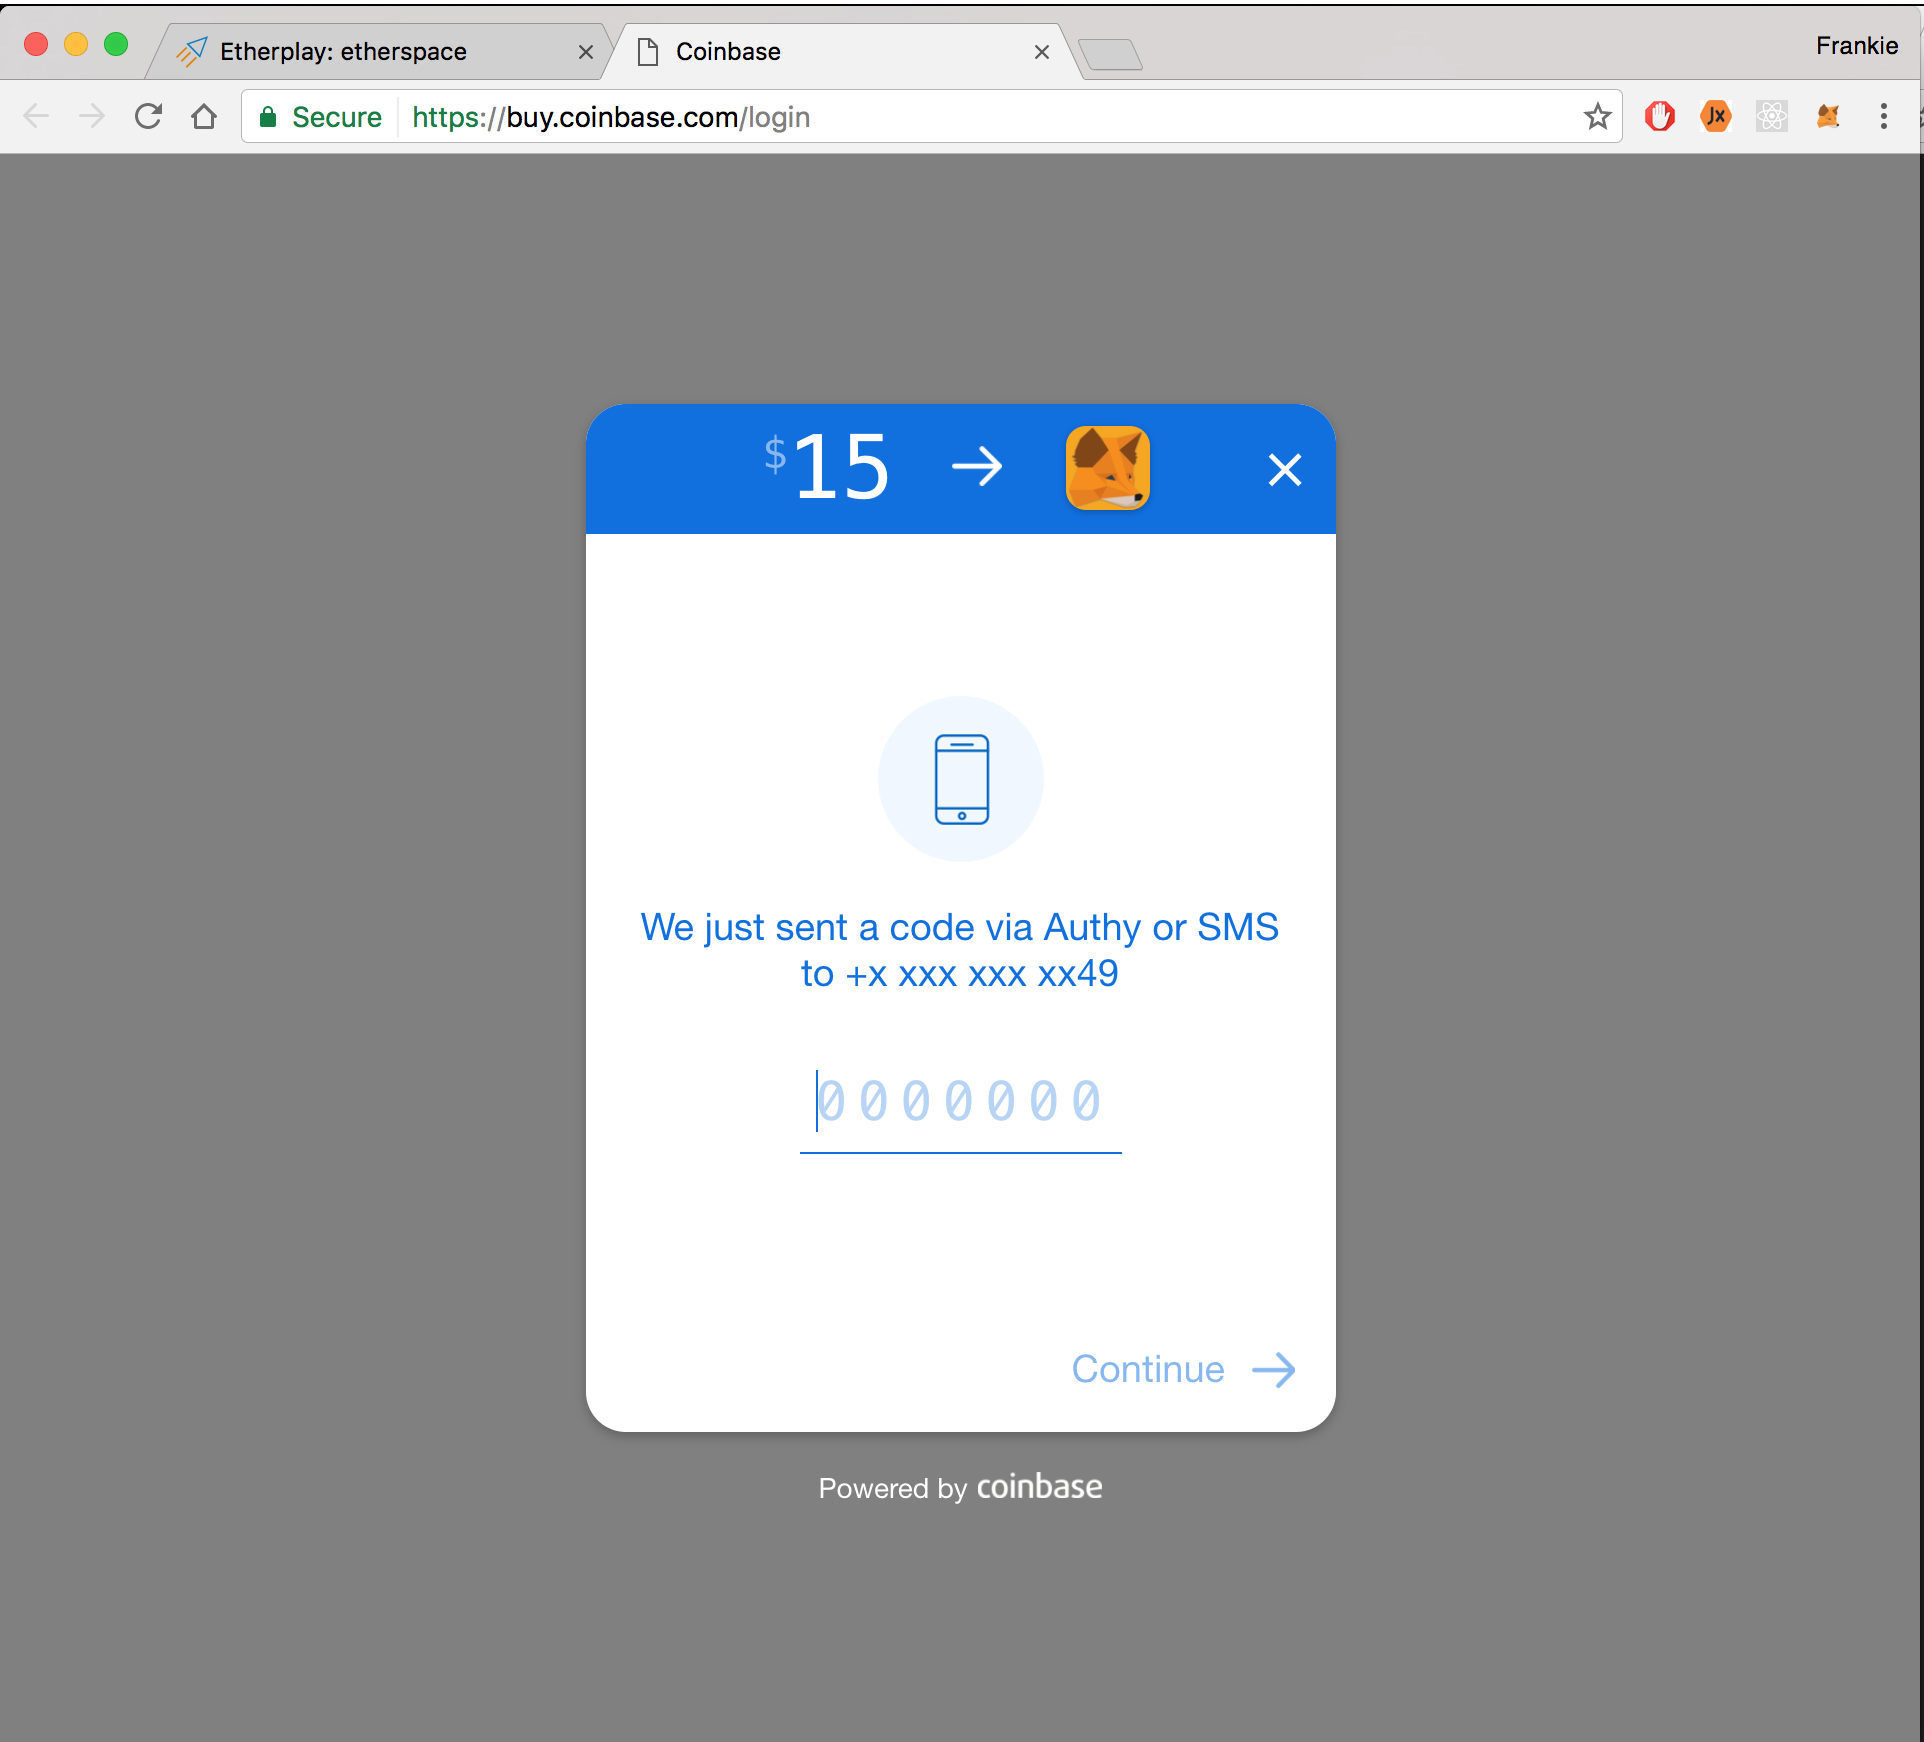 Etherplay: etherspace
Coinbase
Frankie
Secure
https://buy.coinbase.com/login
JX
$15
We just sent a code via Authy or SMS
to +x xxx xxx xx49
0000000
Continue
Powered by coinbase